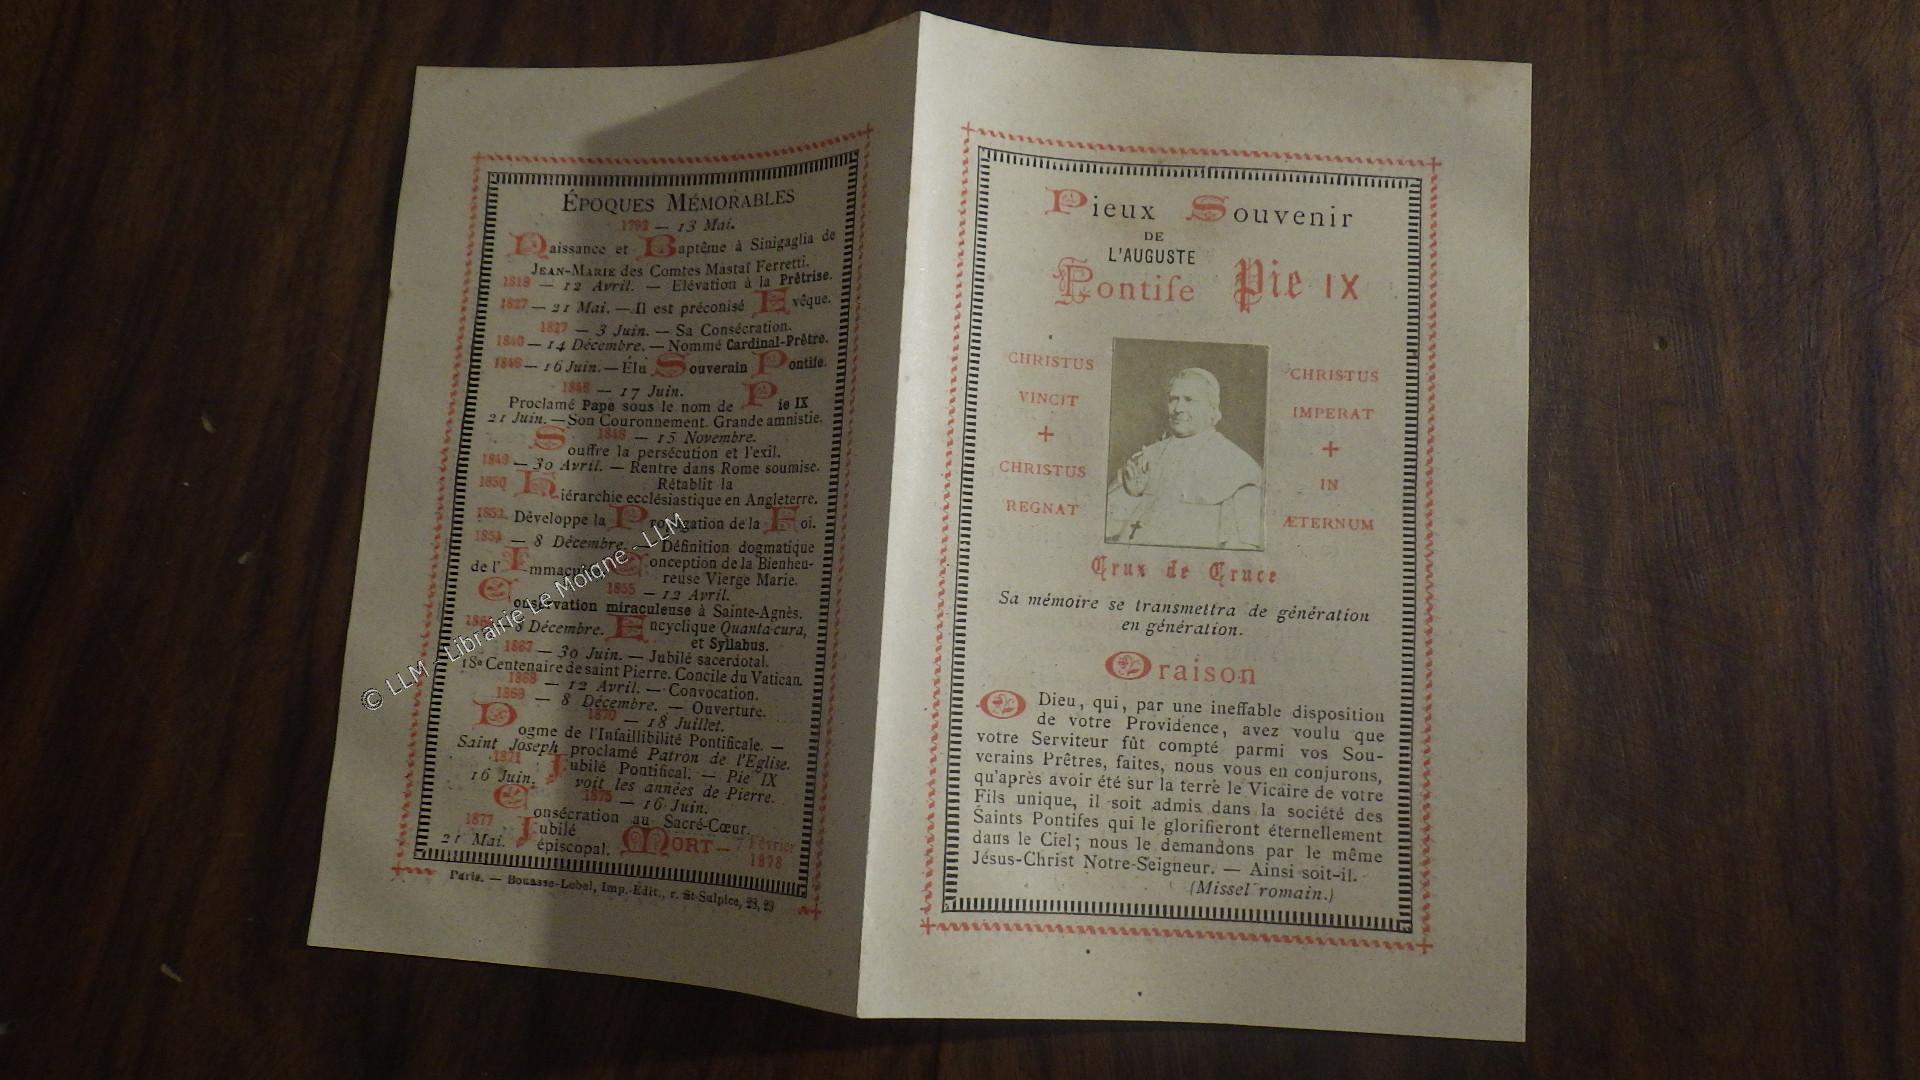 ÉPOQUES MÉMORABLES
1792 — 13 Mai.
Naissance et Baptême à Sinigaglia de
JEAN-MARIE des Comtes Mastaï Ferretti.
1819 — 12 Avril. — Elévation à la Prêtrise.
1827 — 21 Mai. — Il est préconisé Evêque.
1827 — 3 Juin. — Sa Consécration.
1840 — 14 Décembre. — Nommé Cardinal-Prêtre.
1846 — 16 Juin. — Élu Souverain Pontife.
1846 — 17 Juin.
Proclamé Pape sous le nom de Pie IX
21 Juin. — Son Couronnement. Grande amnistie.
1848 — 15 Novembre.
Souffre la persécution et l'exil.
1849 — 30 Avril. — Rentre dans Rome soumise.
1850 Rétablit la
Hiérarchie ecclésiastique en Angleterre.
Développe la Propagation de la Foi.
1854 — 8 Décembre. — Définition dogmatique
de l'Immaculée Conception de la Bienheu-
reuse Vierge Marie.
1855 — 12 Avril.
Conservation miraculeuse à Sainte-Agnès.
8 Décembre. Encyclique Quanta cura,
et Syllabus.
1867 — 30 Juin. — Jubilé sacerdotal.
18e Centenaire de saint Pierre. Concile du Vatican.
1868 — 12 Avril. — Convocation.
1869 — 8 Décembre. — Ouverture.
1870 — 18 Juillet.
Dogme de l'Infaillibilité Pontificale. —
Saint Joseph proclamé Patron de l'Eglise.
1871 Jubilé Pontifical. — Pie IX
16 Juin. voit les années de Pierre.
1875 — 16 Juin.
Consécration au Sacré-Cœur.
1877 Jubilé
21 Mai. épiscopal. MORT — 7 Février
1878
Paris. — Bouasse-Lebel, Imp.-Édit., r. St-Sulpice, 28, 29
© LLM - Librairie Le Moiane - LLM
Pieux Souvenir
DE
L'AUGUSTE
Pontife Pie IX
CHRISTUS
VINCIT
+
CHRISTUS
REGNAT
CHRISTUS
IMPERAT
+
IN
ÆTERNUM
Crux de Cruce
Sa mémoire se transmettra de génération
en génération.
Oraison
O Dieu, qui, par une ineffable disposition
de votre Providence, avez voulu que
votre Serviteur fût compté parmi vos Sou-
verains Prêtres, faites, nous vous en conjurons,
qu'après avoir été sur la terre le Vicaire de votre
Fils unique, il soit admis dans la société des
Saints Pontifes qui le glorifieront éternellement
dans le Ciel; nous le demandons par le même
Jésus-Christ Notre-Seigneur. — Ainsi soit-il.
(Missel romain.)